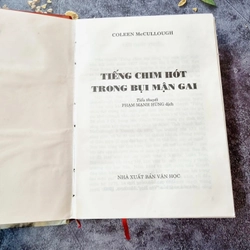 COLEEN McCULLOUGH
TIẾNG CHIM HÓT
TRONG BỤI MẬN GAI
Tiểu thuyết
PHẠM MẠNH HÙNG dịch
NHÀ XUẤT BẢN VĂN HỌC